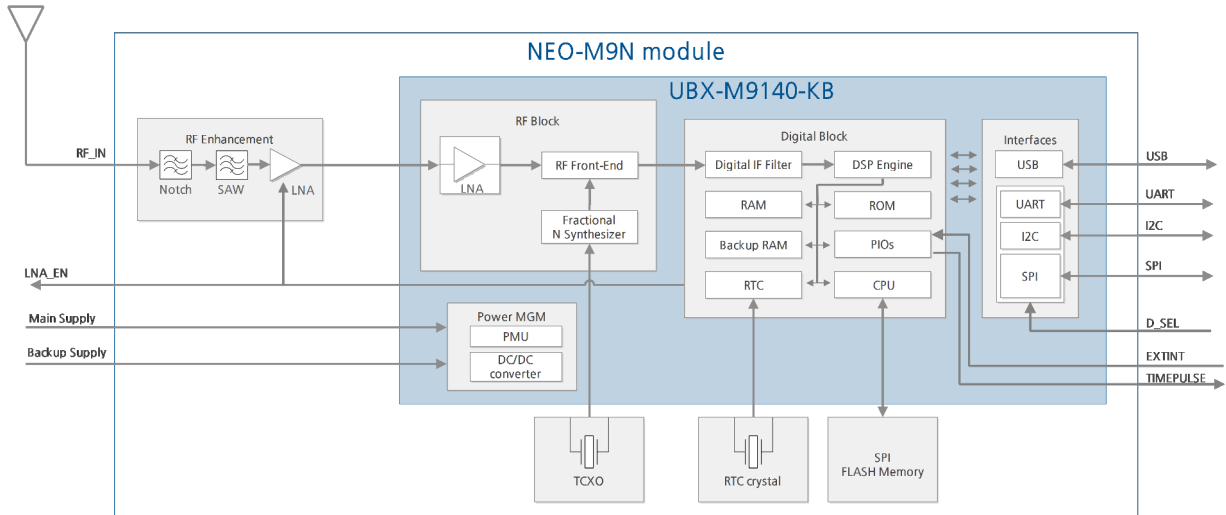 NEO-M9N module
UBX-M9140-KB
RF Enhancement
RF_IN
Notch
SAW
LNA
RF Block
LNA
RF Front-End
Fractional
N Synthesizer
Digital Block
Digital IF Filter
DSP Engine
RAM
ROM
Backup RAM
PIOs
RTC
CPU
Interfaces
USB
UART
I2C
SPI
USB
UART
I2C
SPI
D_SEL
EXTINT
TIMEPULSE
LNA_EN
Main Supply
Backup Supply
Power MGM
PMU
DC/DC
converter
TCXO
RTC crystal
SPI
FLASH Memory